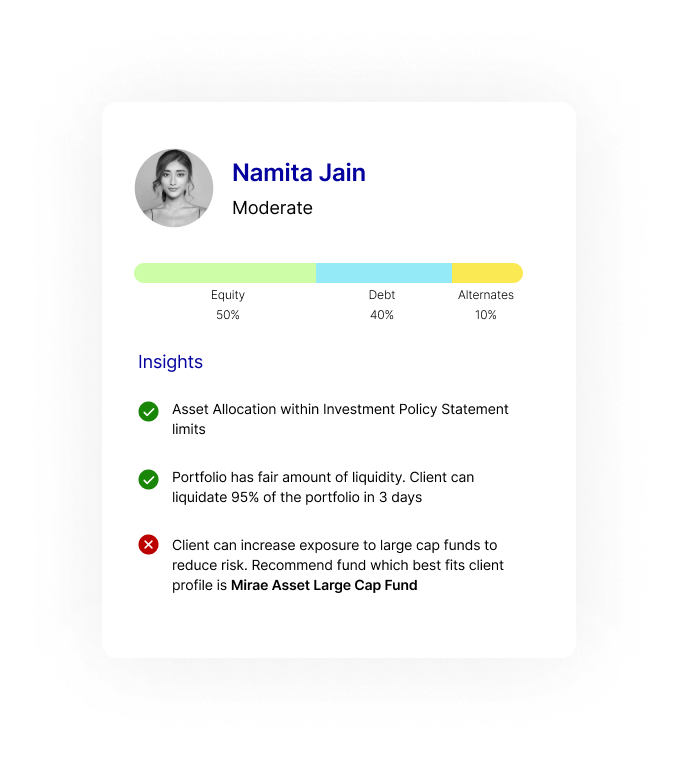 Namita Jain
Moderate
Equity Debt Alternates
50% 40% 10%
Insights
Asset Allocation within Investment Policy Statement
limits
Portfolio has fair amount of liquidity. Client can
liquidate 95% of the portfolio in 3 days
Client can increase exposure to large cap funds to
reduce risk. Recommend fund which best fits client
profile is Mirae Asset Large Cap Fund